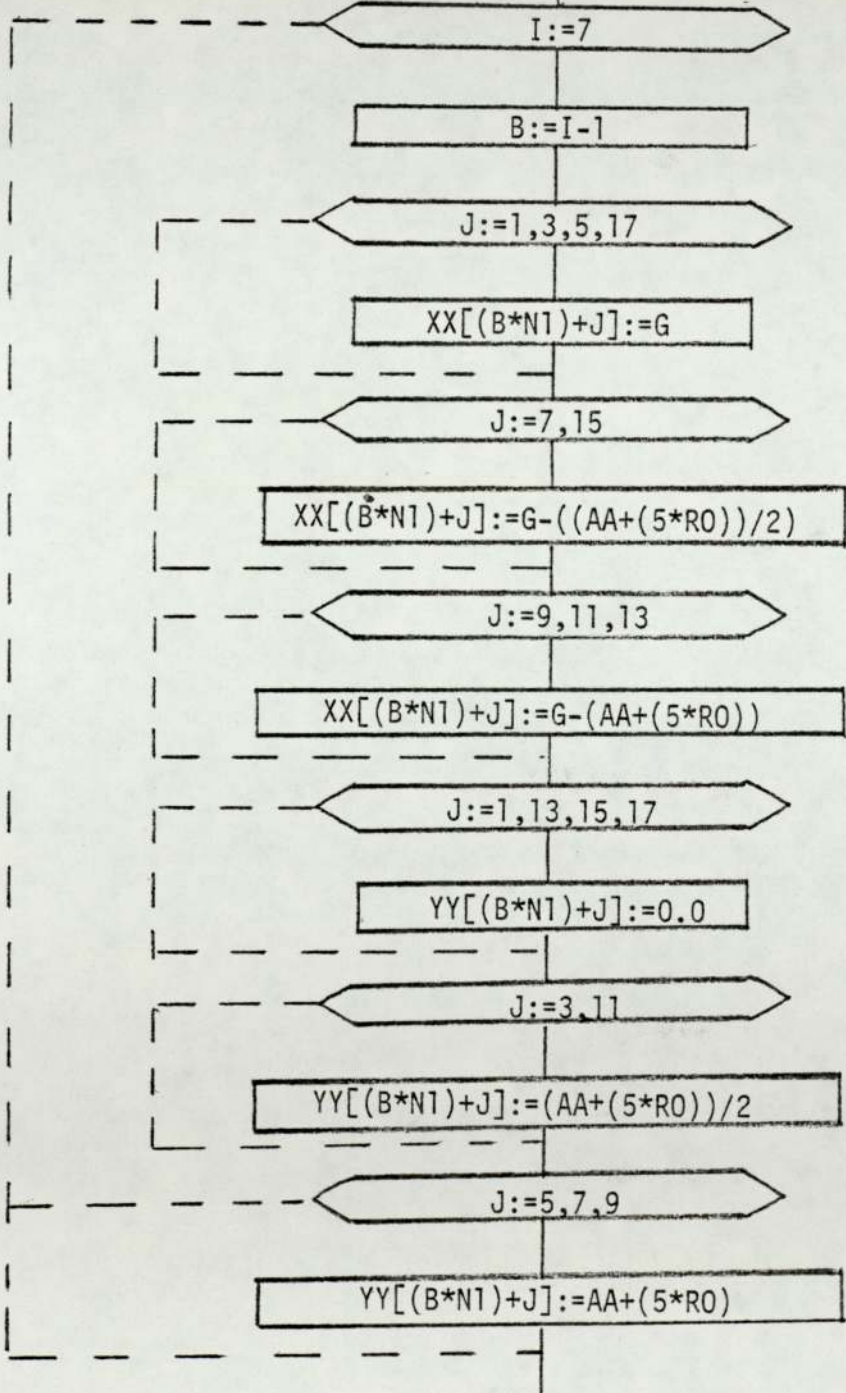 I:=7
B:=I-1
J:=1,3,5,17
XX[(B*N1)+J]:=G
J:=7,15
XX[(B*N1)+J]:=G-((AA+(5*RO))/2)
J:=9,11,13
XX[(B*N1)+J]:=G-(AA+(5*RO))
J:=1,13,15,17
YY[(B*N1)+J]:=0.0
J:=3,11
YY[(B*N1)+J]:=(AA+(5*RO))/2
J:=5,7,9
YY[(B*N1)+J]:=AA+(5*RO)